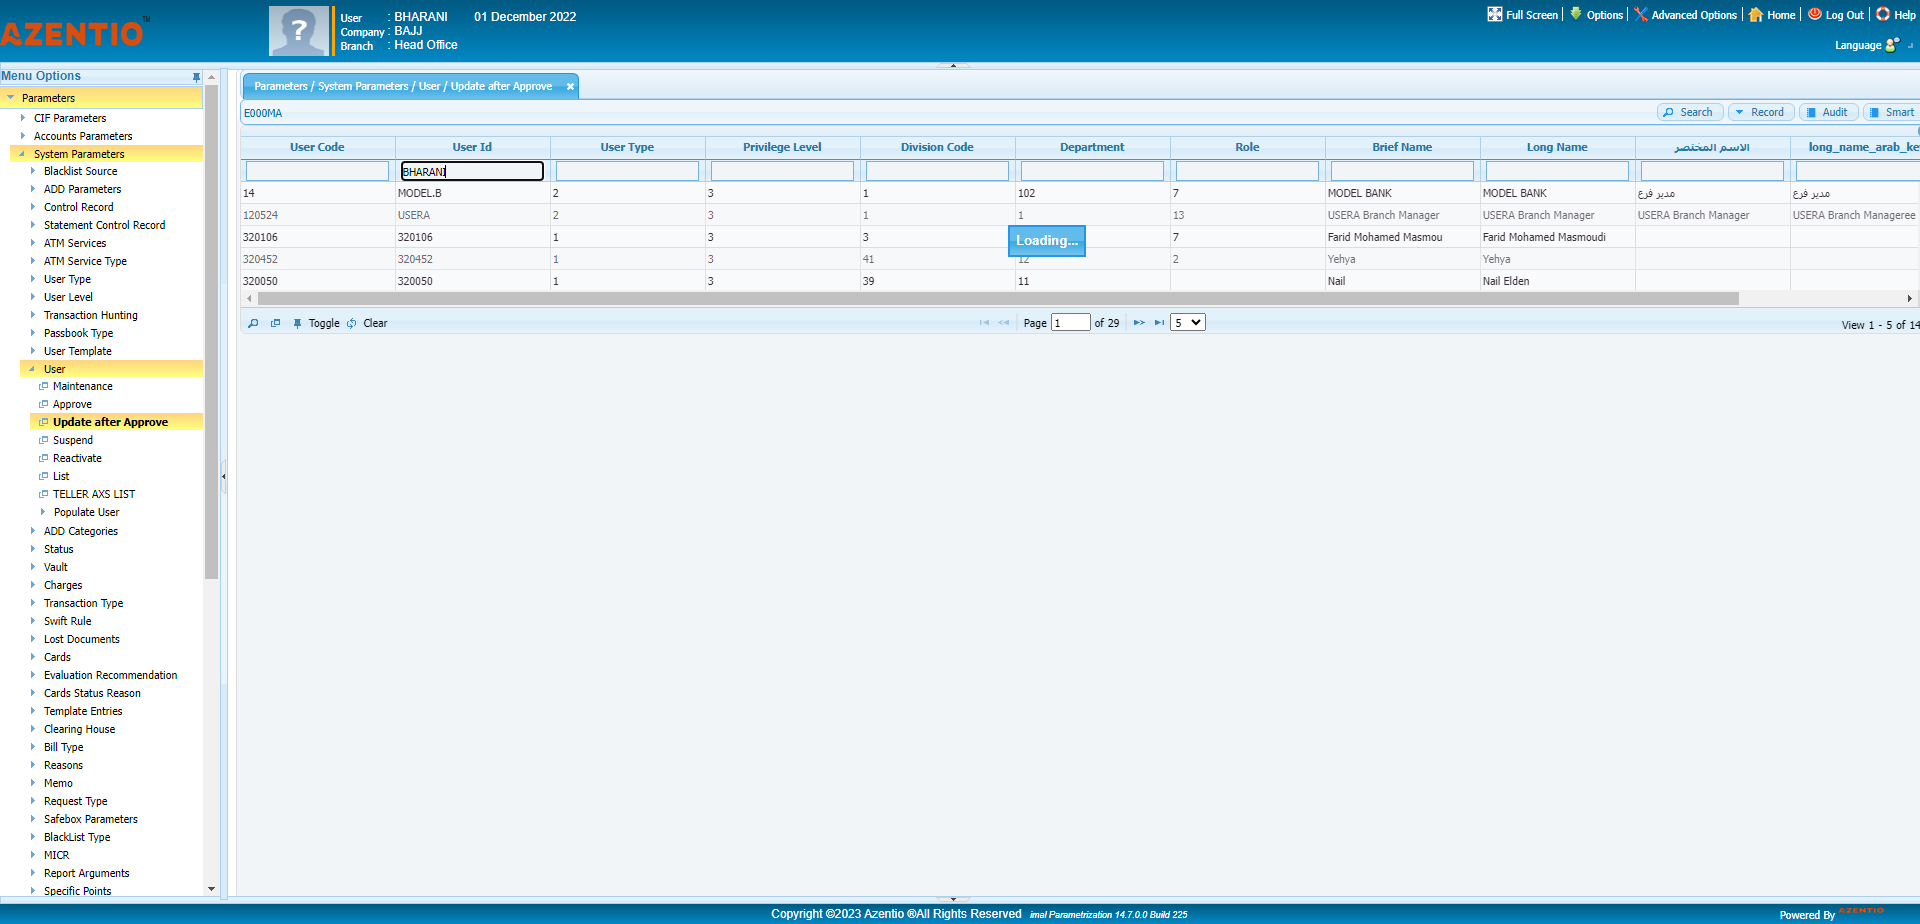 AZENTIO™
User : BHARANI 01 December 2022
Company : BAJJ
Branch : Head Office
Full Screen Options Advanced Options Home Log Out Help
Language
Menu Options
Parameters
CIF Parameters
Accounts Parameters
System Parameters
Blacklist Source
ADD Parameters
Control Record
Statement Control Record
ATM Services
ATM Service Type
User Type
User Level
Transaction Hunting
Passbook Type
User Template
User
Maintenance
Approve
Update after Approve
Suspend
Reactivate
List
TELLER AXS LIST
Populate User
ADD Categories
Status
Vault
Charges
Transaction Type
Swift Rule
Lost Documents
Cards
Evaluation Recommendation
Cards Status Reason
Template Entries
Clearing House
Bill Type
Reasons
Memo
Request Type
Safebox Parameters
BlackList Type
MICR
Report Arguments
Specific Points
Parameters / System Parameters / User / Update after Approve
E000MA Search Record Audit Smart
User Code User Id User Type Privilege Level Division Code Department Role Brief Name Long Name الاسم المختصر long_name_arab_ke
BHARANI
14 MODEL.B 2 3 1 102 7 MODEL BANK MODEL BANK مدير فرع مدير فرع
120524 USERA 2 3 1 1 13 USERA Branch Manager USERA Branch Manager USERA Branch Manager USERA Branch Manageree
320106 320106 1 3 3 7 Farid Mohamed Masmou Farid Mohamed Masmoudi
Loading...
320452 320452 1 3 41 12 2 Yehya Yehya
320050 320050 1 3 39 11 Nail Nail Elden
Toggle Clear Page 1 of 29 5 View 1 - 5 of 14
Copyright ©2023 Azentio ®All Rights Reserved imal Parametrization 14.7.0.0 Build 225
Powered By AZENTIO